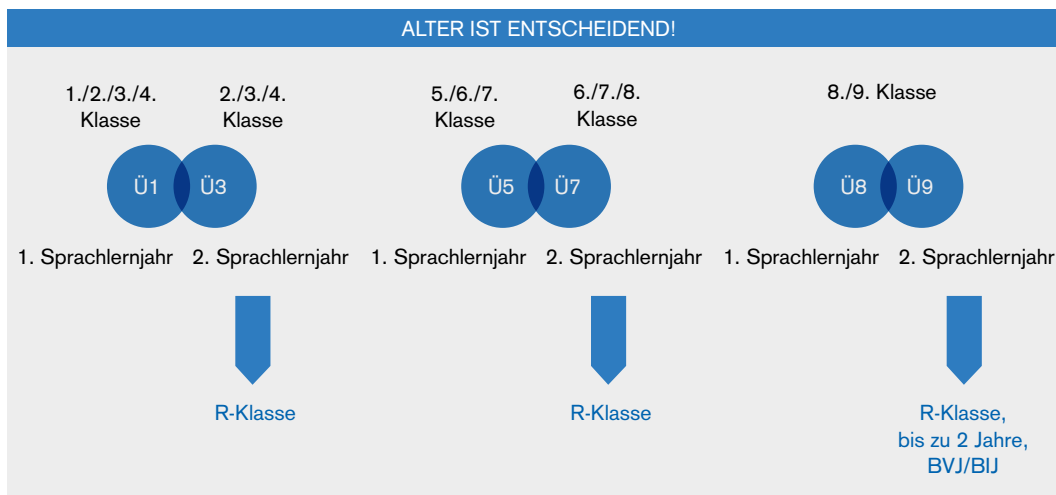 ALTER IST ENTSCHEIDEND!
1./2./3./4.
Klasse
2./3./4.
Klasse
5./6./7.
Klasse
6./7./8.
Klasse
8./9. Klasse
Ü1
Ü3
Ü5
Ü7
Ü8
Ü9
1. Sprachlernjahr
2. Sprachlernjahr
1. Sprachlernjahr
2. Sprachlernjahr
1. Sprachlernjahr
2. Sprachlernjahr
R-Klasse
R-Klasse
R-Klasse,
bis zu 2 Jahre,
BVJ/BIJ